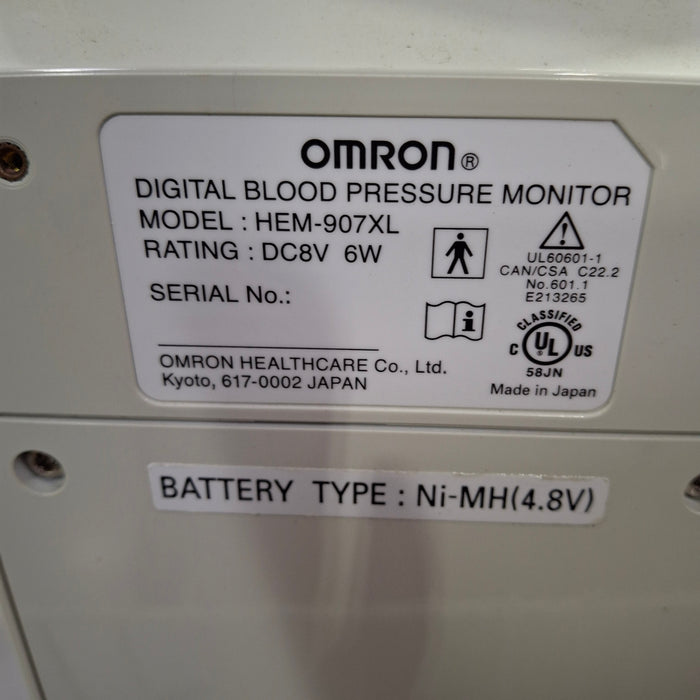 OMRON®
DIGITAL BLOOD PRESSURE MONITOR
MODEL : HEM-907XL
RATING : DC8V 6W
UL60601-1
CAN/CSA C22.2
No.601.1
E213265
SERIAL No.:
CLASSIFIED
C UL® US
58JN
OMRON HEALTHCARE Co., Ltd.
Kyoto, 617-0002 JAPAN
Made in Japan
BATTERY TYPE : Ni-MH(4.8V)